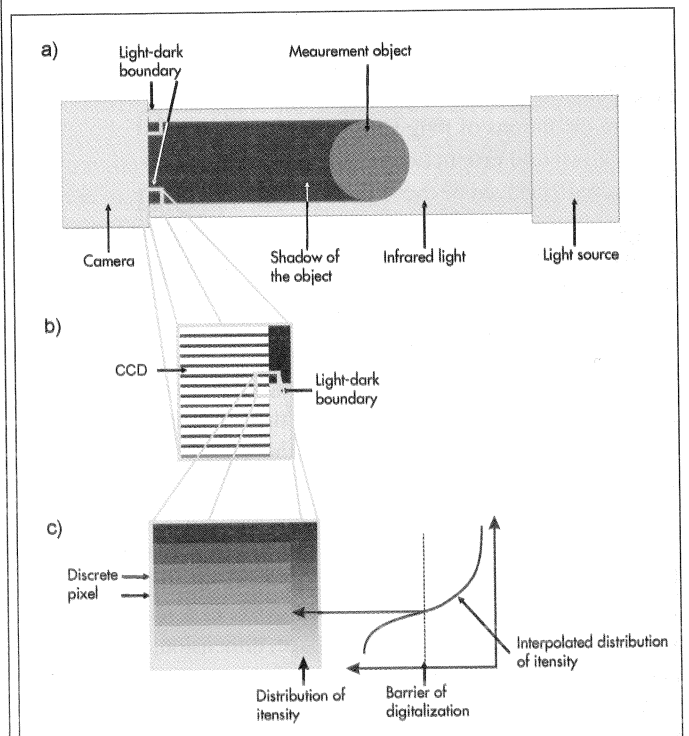 a)
Light-dark
boundary
Meaurement object
Camera
Shadow of
the object
Infrared light
Light source
b)
CCD
Light-dark
boundary
c)
Discrete
pixel
Interpolated distribution
of itensity
Distribution of
itensity
Barrier of
digitalization